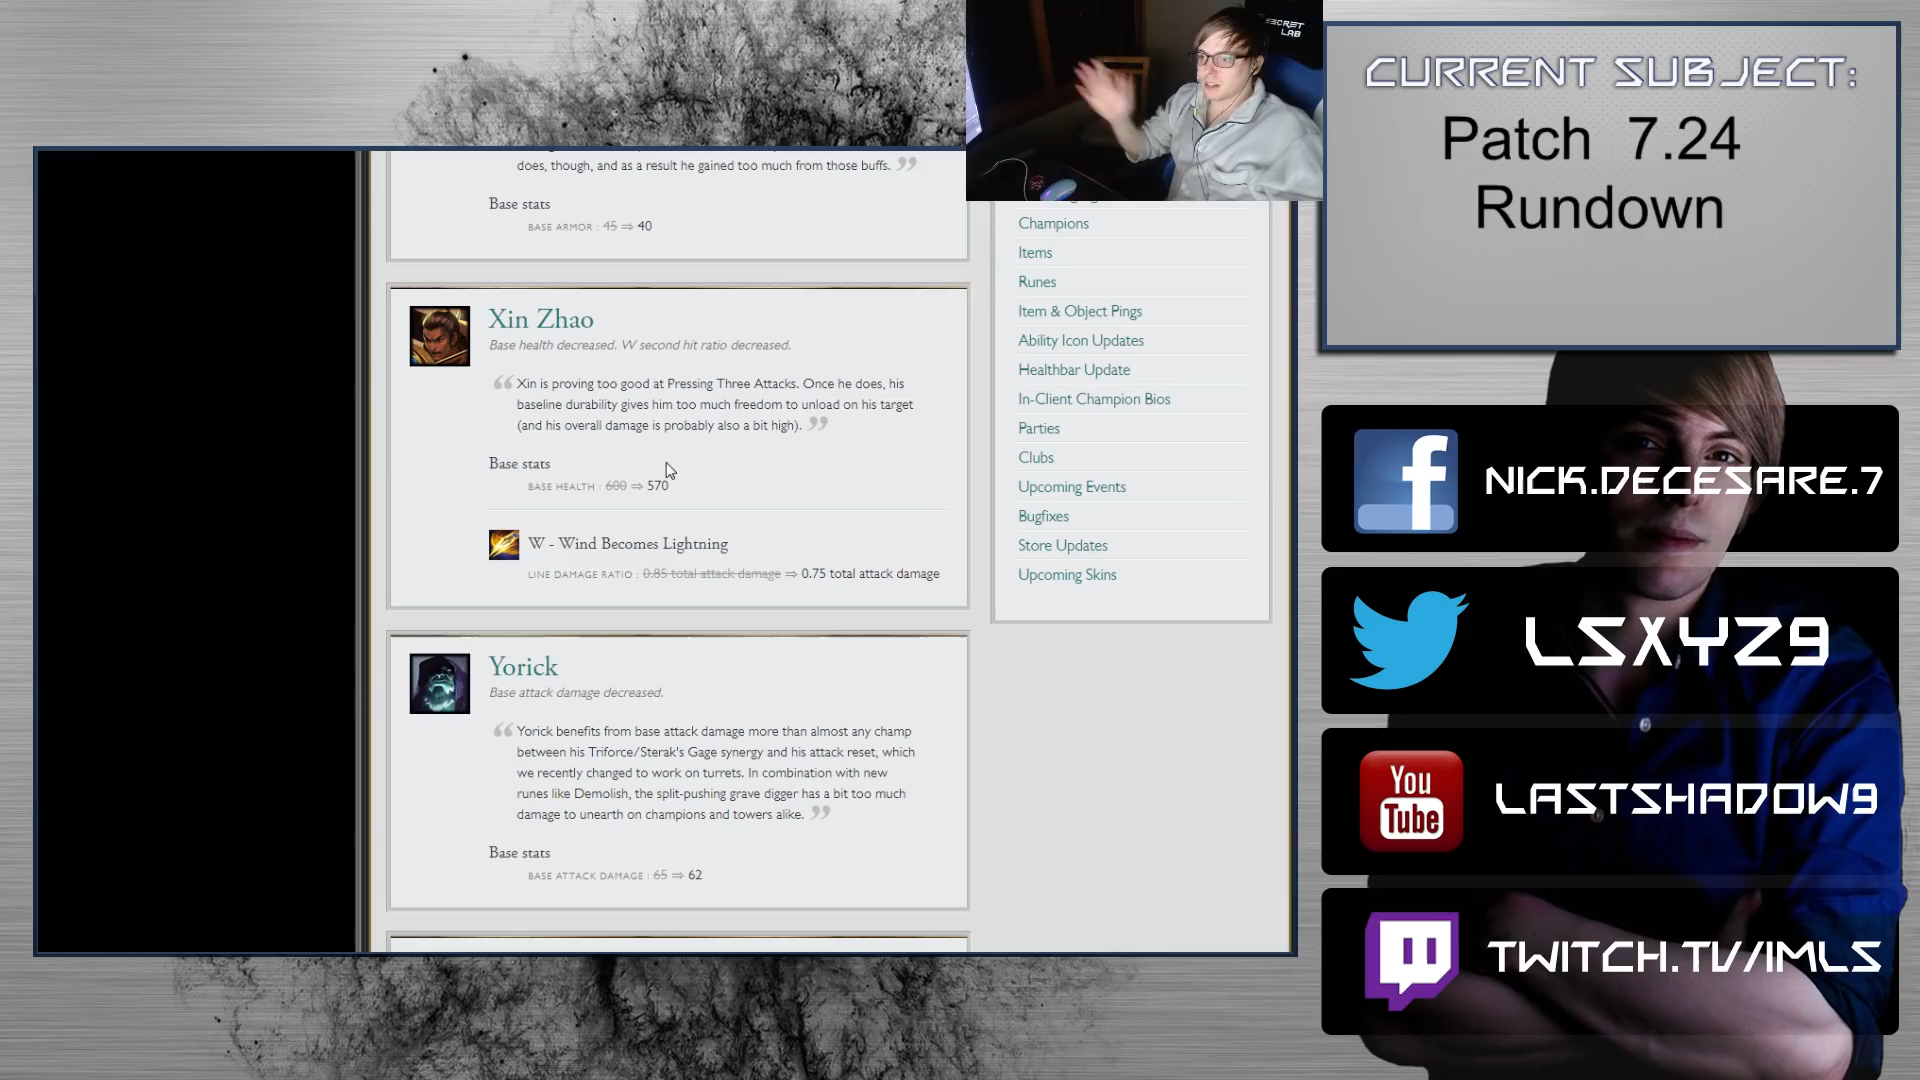 SECRET
LAB
CURRENT SUBJECT:
Patch 7.24
Rundown
does, though, and as a result he gained too much from those buffs. ”
Base stats
BASE ARMOR : 45 ⇒ 40
Xin Zhao
Base health decreased. W second hit ratio decreased.
“ Xin is proving too good at Pressing Three Attacks. Once he does, his
baseline durability gives him too much freedom to unload on his target
(and his overall damage is probably also a bit high). ”
Base stats
BASE HEALTH : 600 ⇒ 570
W - Wind Becomes Lightning
LINE DAMAGE RATIO : 0.85 total attack damage ⇒ 0.75 total attack damage
Yorick
Base attack damage decreased.
“ Yorick benefits from base attack damage more than almost any champ
between his Triforce/Sterak's Gage synergy and his attack reset, which
we recently changed to work on turrets. In combination with new
runes like Demolish, the split-pushing grave digger has a bit too much
damage to unearth on champions and towers alike. ”
Base stats
BASE ATTACK DAMAGE : 65 ⇒ 62
Champions
Items
Runes
Item & Object Pings
Ability Icon Updates
Healthbar Update
In-Client Champion Bios
Parties
Clubs
Upcoming Events
Bugfixes
Store Updates
Upcoming Skins
f NICK.DECESARE.7
LSXYZ9
You
Tube
LASTSHADOW9
TWITCH.TV/IMLS